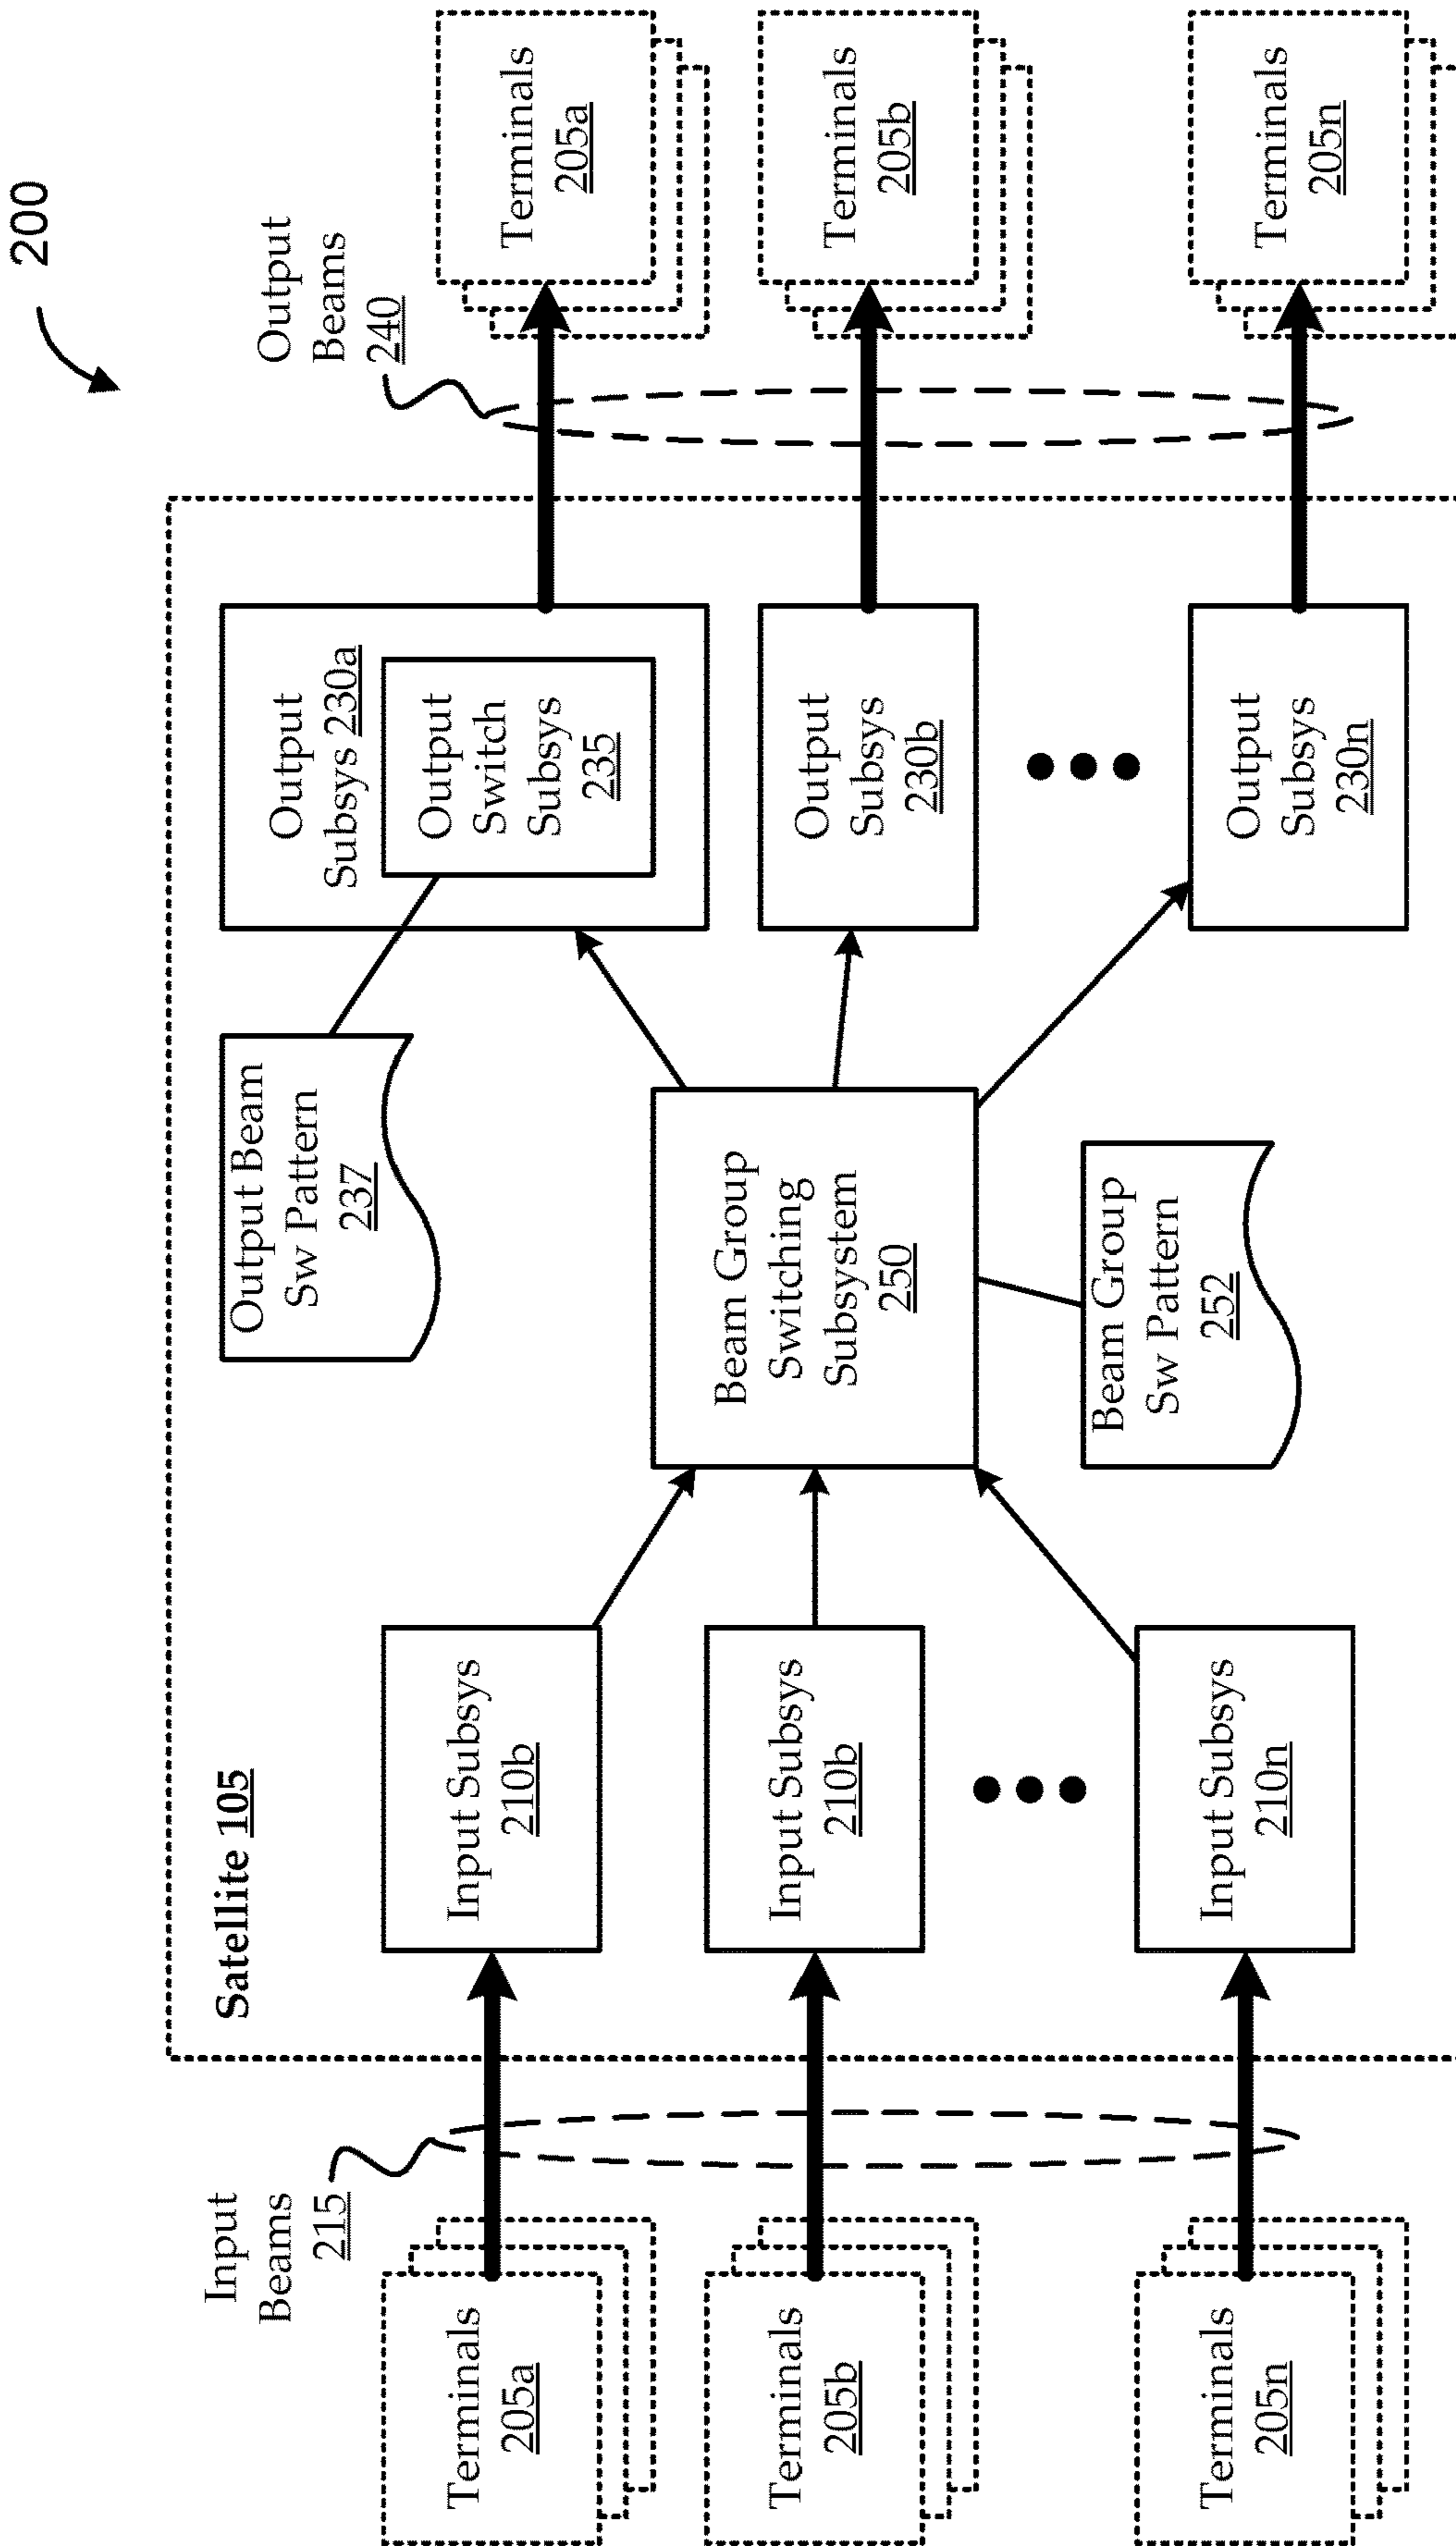 200
Input
Beams
215
Output
Beams
240
Satellite 105
Terminals
205a
Input Subsys
210b
Output Beam
Sw Pattern
237
Output
Subsys 230a
Output
Switch
Subsys
235
Terminals
205a
Terminals
205b
Input Subsys
210b
Beam Group
Switching
Subsystem
250
Output
Subsys
230b
Terminals
205b
Beam Group
Sw Pattern
252
Terminals
205n
Input Subsys
210n
Output
Subsys
230n
Terminals
205n